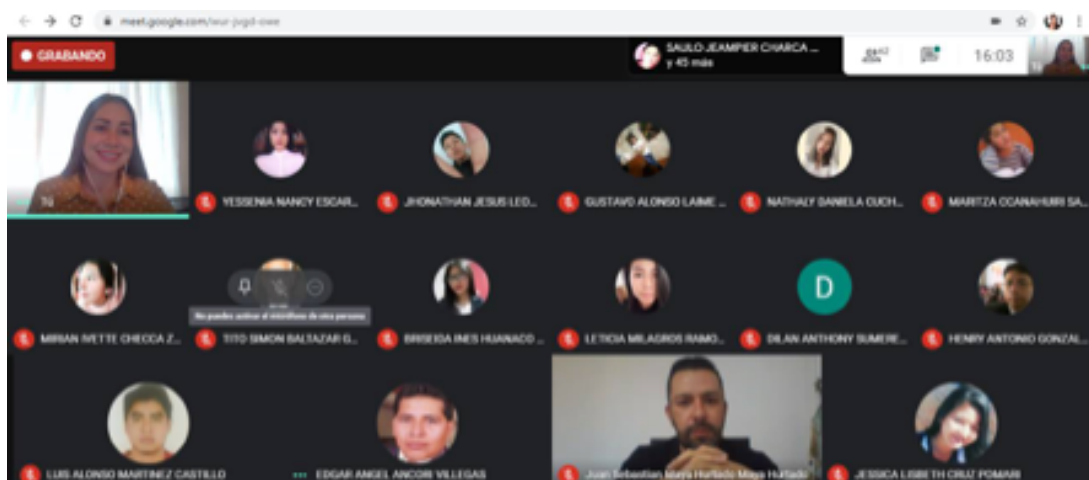 meet.google.com/wur-jvgd-owe
GRABANDO
SAULO JEAMPIER CHARCA ...
y 45 más
62
16:03
Tú
YESSENIA NANCY ESCAR...
JHONATHAN JESUS LEO...
GUSTAVO ALONSO LAIME ...
NATHALY DANIELA CUCH...
MARITZA CCANAHUIRI SA...
No puedes activar el micrófono de otra persona
MIRIAN IVETTE CHECCA Z...
TITO SIMON BALTAZAR G...
BRISEIDA INES HUANACO ...
LETICIA MILAGROS RAMO...
D
DILAN ANTHONY SUMERE...
HENRY ANTONIO GONZAL...
LUIS ALONSO MARTINEZ CASTILLO
EDGAR ANGEL ANCORI VILLEGAS
Juan Sebastian Maya Hurtado Maya Hurtado
JESSICA LISBETH CRUZ POMARI